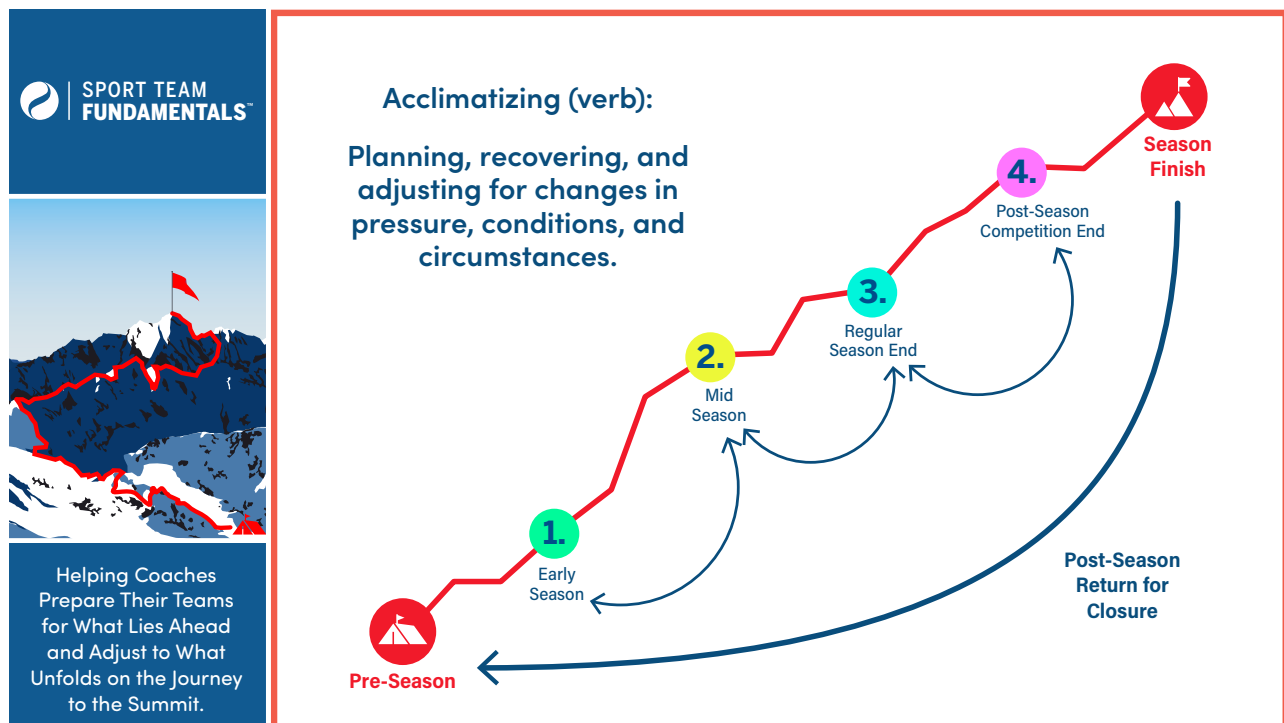 SPORT TEAM
FUNDAMENTALS™
Helping Coaches
Prepare Their Teams
for What Lies Ahead
and Adjust to What
Unfolds on the Journey
to the Summit.
Acclimatizing (verb):
Planning, recovering, and
adjusting for changes in
pressure, conditions, and
circumstances.
Season
Finish
4.
Post-Season
Competition End
3.
Regular
Season End
2.
Mid
Season
1.
Early
Season
Pre-Season
Post-Season
Return for
Closure